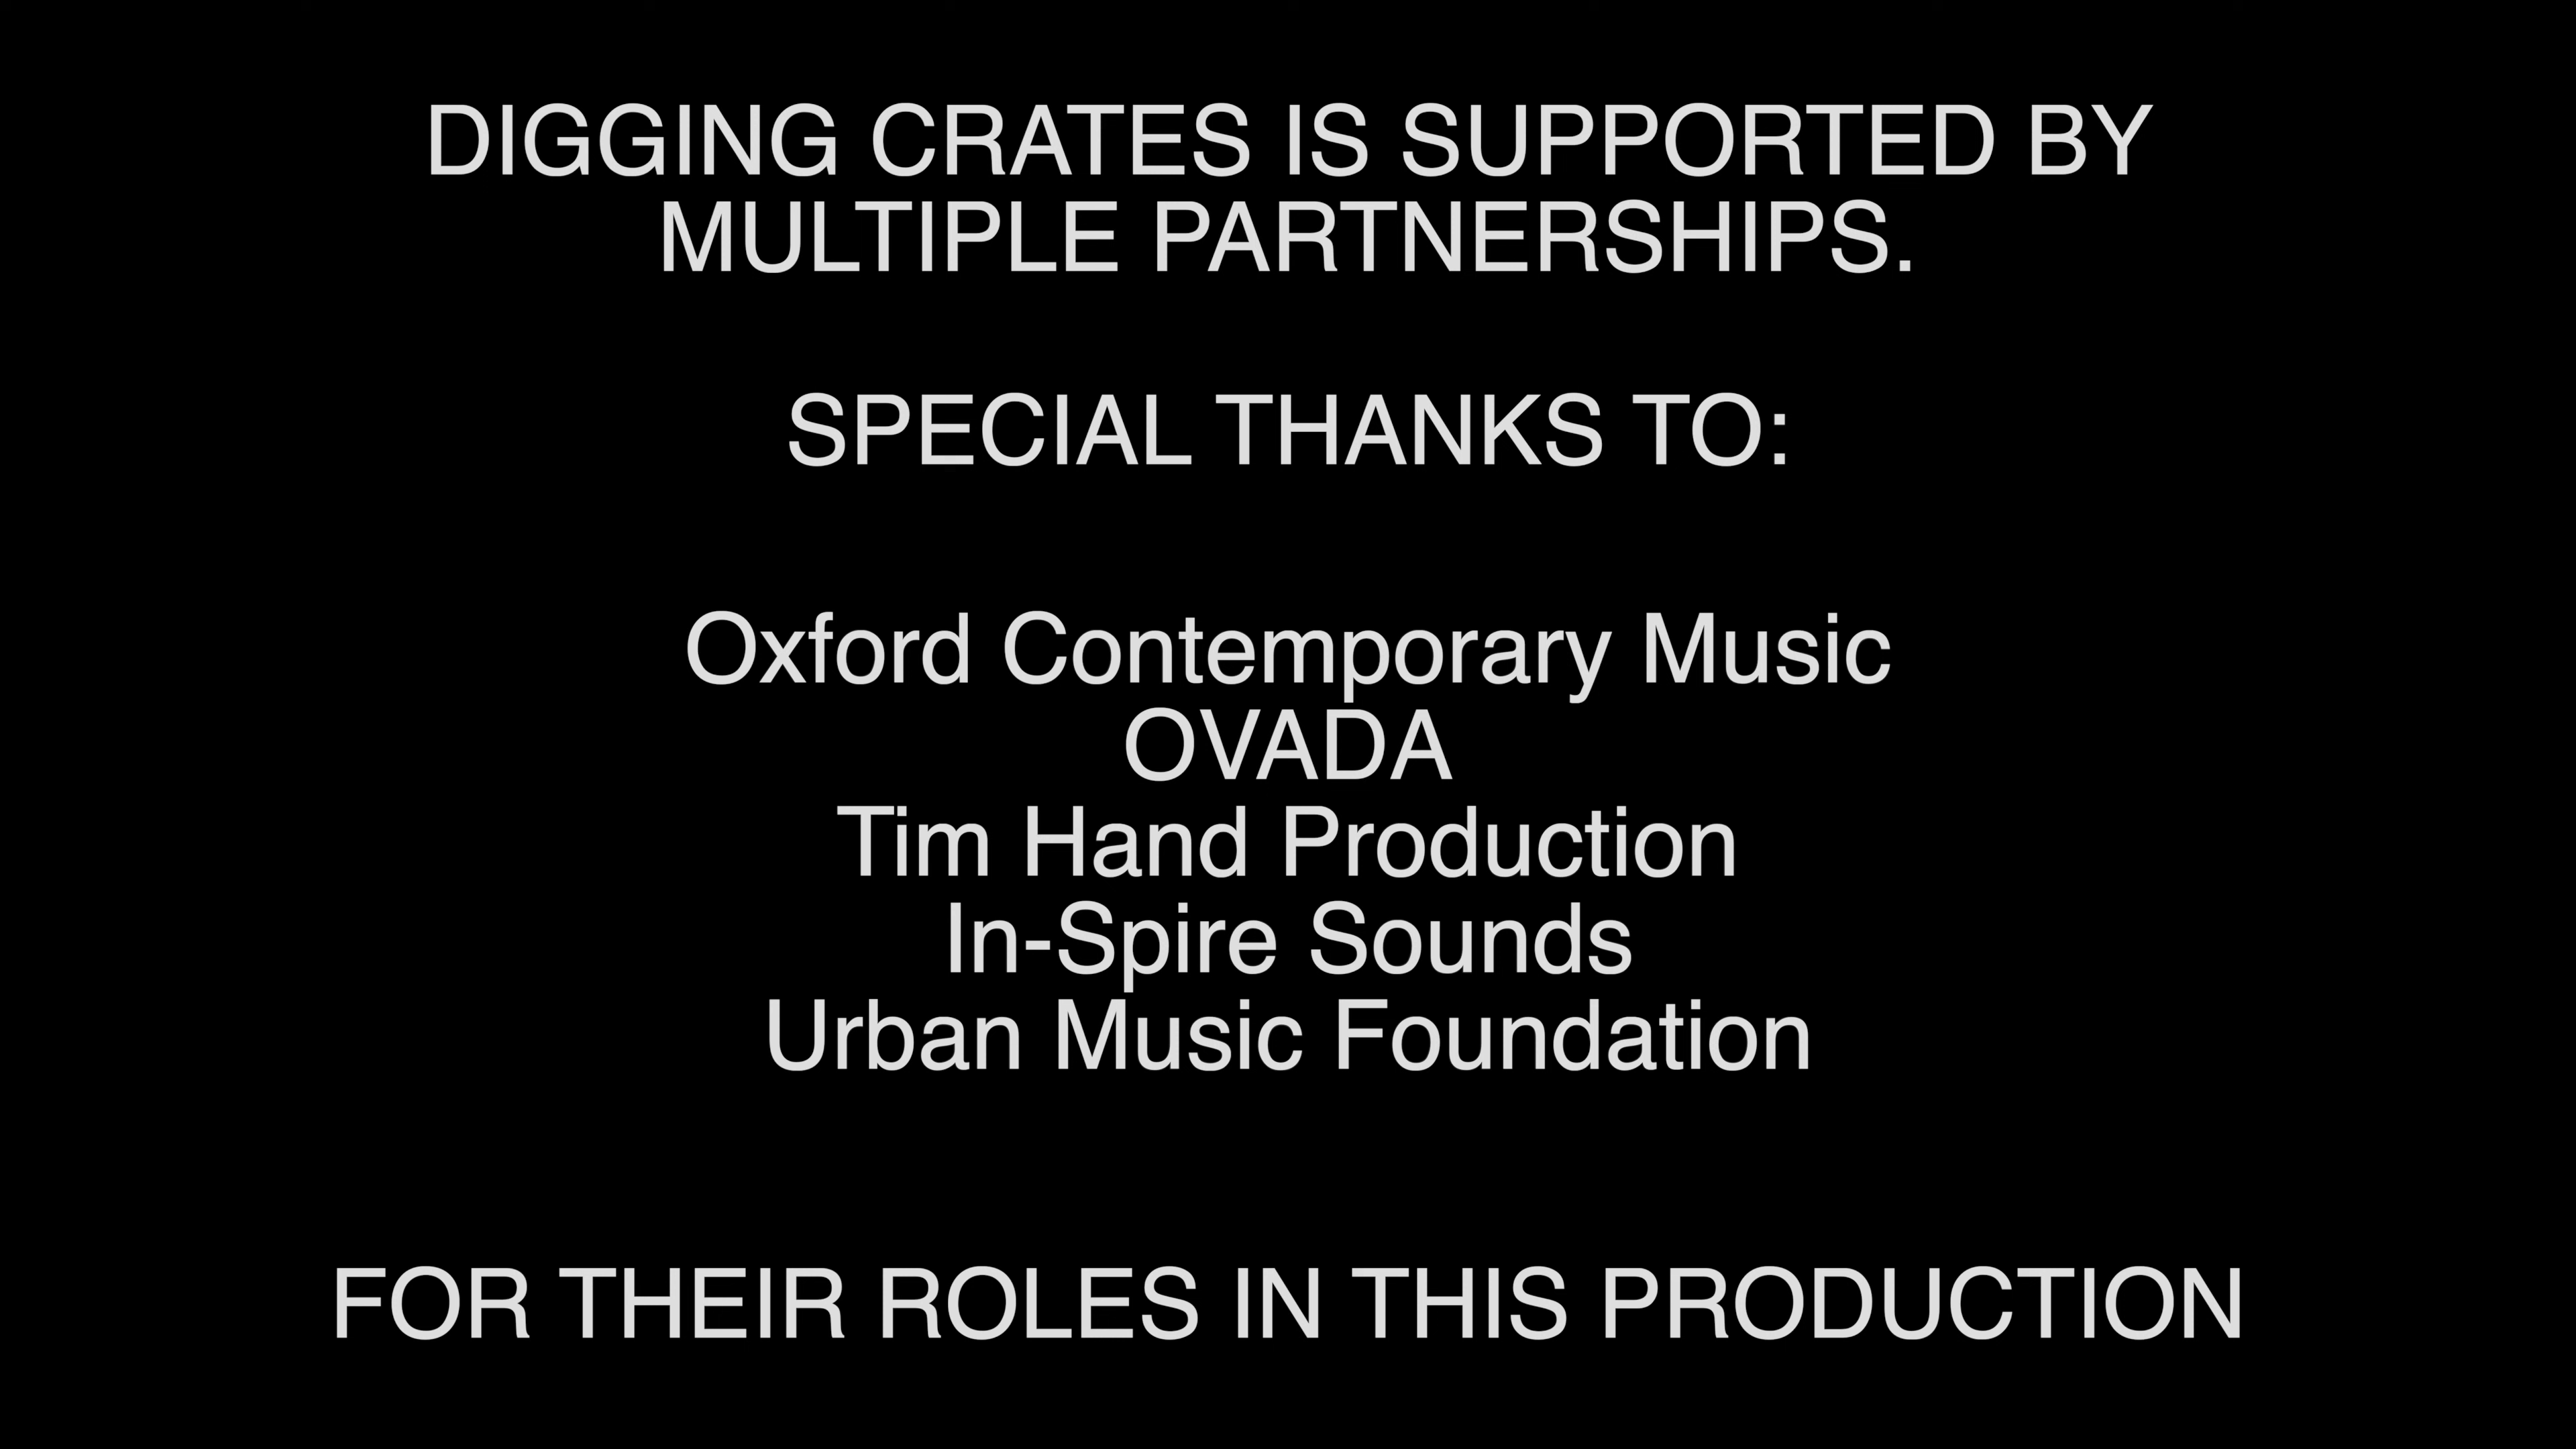 DIGGING CRATES IS SUPPORTED BY
MULTIPLE PARTNERSHIPS.
SPECIAL THANKS TO:
Oxford Contemporary Music
OVADA
Tim Hand Production
In-Spire Sounds
Urban Music Foundation
FOR THEIR ROLES IN THIS PRODUCTION